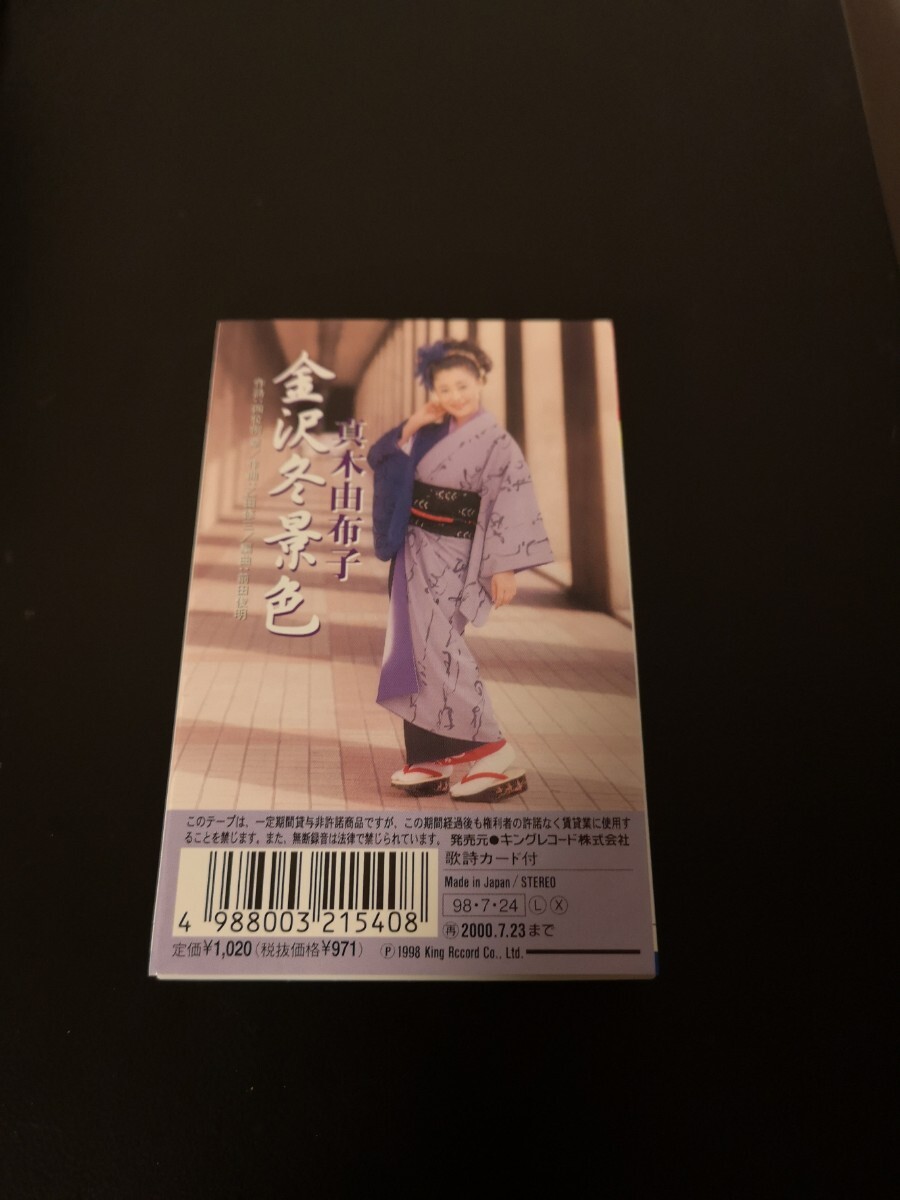 金沢冬景色
真木由布子
このテープは、一定期間貸与非許諾商品ですが、この期間経過後も権利者の許諾なく賃貸業に使用す
ることを禁じます。また、無断録音は法律で禁じられています。発売元●キングレコード株式会社
歌詩カード付
Made in Japan / STEREO
98・7・24 Ⓛ Ⓧ
㋐2000.7.23まで
4 988003 215408
定価¥1,020(税抜価格¥971) Ⓟ1998 King Record Co., Ltd.